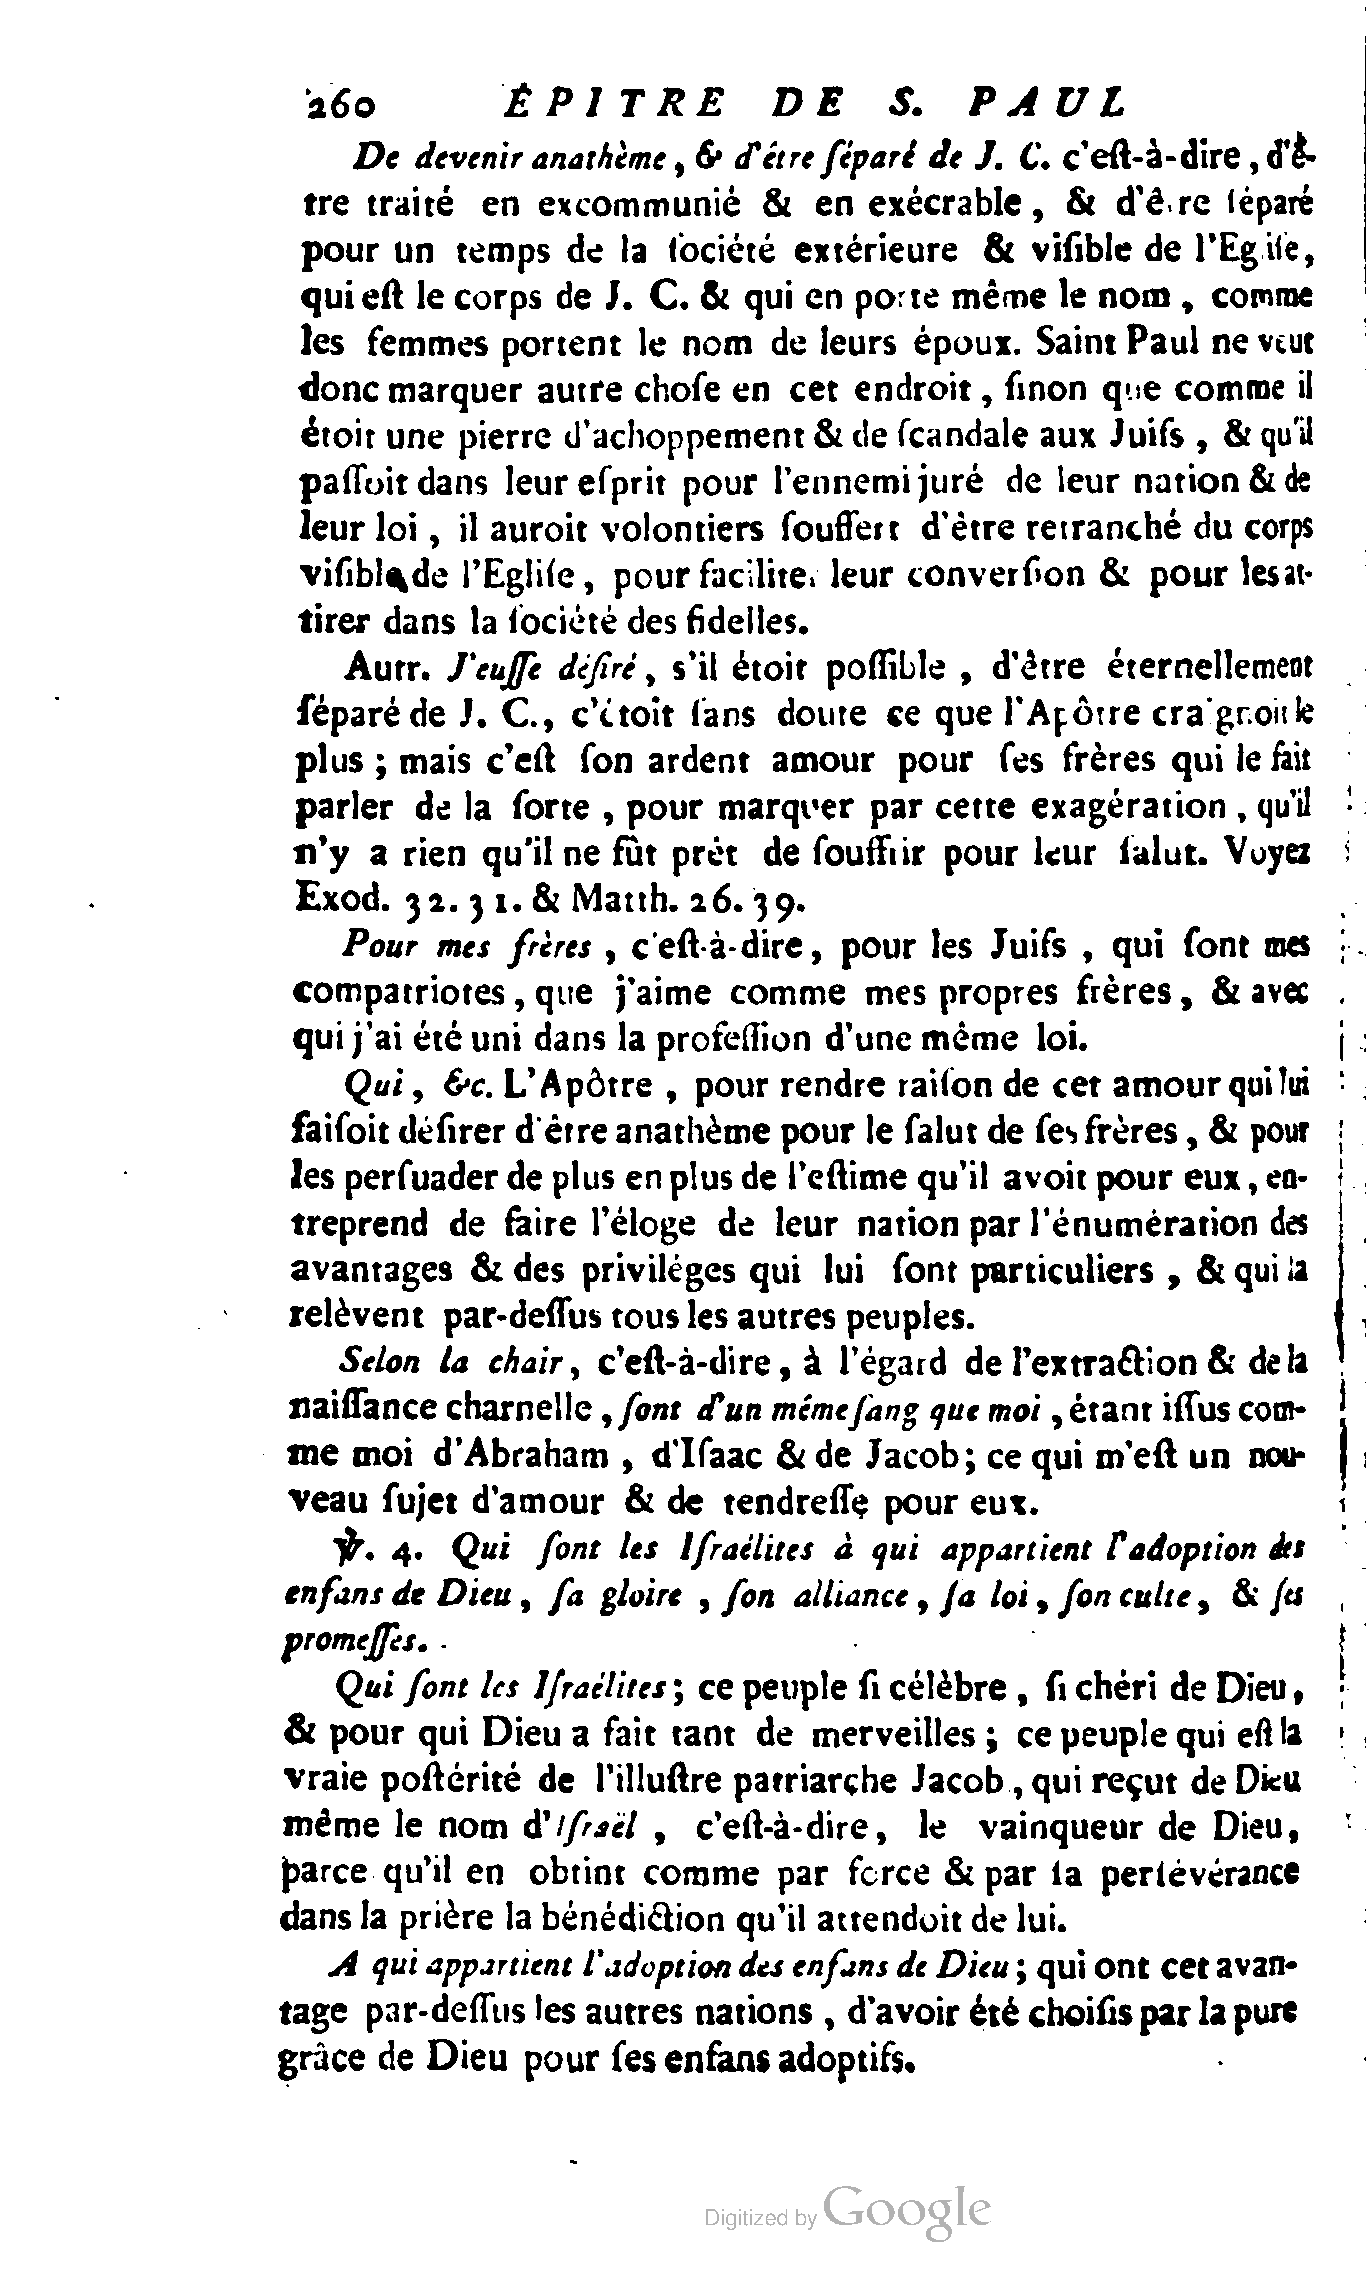 260 ÉPITRE DE S. PAUL
De devenir anathème, & d'être ſéparé de J. C. c'eſt-à-dire, d'ê-
tre traité en excommunié & en exécrable, & d'être ſéparé
pour un temps de la ſociété extérieure & viſible de l'Egliſe,
qui eſt le corps de J. C. & qui en porte même le nom, comme
les femmes portent le nom de leurs époux. Saint Paul ne veut
donc marquer autre choſe en cet endroit, ſinon que comme il
étoit une pierre d'achoppement & de ſcandale aux Juifs, & qu'il
paſſoit dans leur eſprit pour l'ennemi juré de leur nation & de
leur loi, il auroit volontiers ſouffert d'être retranché du corps
viſible de l'Egliſe, pour faciliter leur converſion & pour les at-
tirer dans la ſociété des fidelles.
Autr. J'euſſe déſiré, s'il étoit poſſible, d'être éternellement
ſéparé de J. C., c'étoit ſans doute ce que l'Apôtre craignoit le
plus; mais c'eſt ſon ardent amour pour ſes frères qui le fait
parler de la ſorte, pour marquer par cette exagération, qu'il
n'y a rien qu'il ne fût prêt de ſouffrir pour leur ſalut. Voyez
Exod. 32. 31. & Matth. 26. 39.
Pour mes frères, c'eſt-à-dire, pour les Juifs, qui ſont mes
compatriotes, que j'aime comme mes propres frères, & avec
qui j'ai été uni dans la profeſſion d'une même loi.
Qui, &c. L'Apôtre, pour rendre raiſon de cet amour qui lui
faiſoit déſirer d'être anathème pour le ſalut de ſes frères, & pour
les perſuader de plus en plus de l'eſtime qu'il avoit pour eux, en-
treprend de faire l'éloge de leur nation par l'énumération des
avantages & des priviléges qui lui ſont particuliers, & qui la
relèvent par-deſſus tous les autres peuples.
Selon la chair, c'eſt-à-dire, à l'égard de l'extraction & de la
naiſſance charnelle, ſont d'un même ſang que moi, étant iſſus com-
me moi d'Abraham, d'Iſaac & de Jacob; ce qui m'eſt un nou-
veau ſujet d'amour & de tendreſſe pour eux.
℣. 4. Qui ſont les Iſraélites à qui appartient l'adoption des
enfans de Dieu, ſa gloire, ſon alliance, ſa loi, ſon culte, & ſes
promeſſes.
Qui ſont les Iſraélites; ce peuple ſi célèbre, ſi chéri de Dieu,
& pour qui Dieu a fait tant de merveilles; ce peuple qui eſt la
vraie poſtérité de l'illuſtre patriarche Jacob, qui reçut de Dieu
même le nom d'Iſraël, c'eſt-à-dire, le vainqueur de Dieu,
parce qu'il en obtint comme par force & par ſa perſévérance
dans la prière la bénédiction qu'il attendoit de lui.
A qui appartient l'adoption des enfans de Dieu; qui ont cet avan-
tage par-deſſus les autres nations, d'avoir été choiſis par la pure
grâce de Dieu pour ſes enfans adoptifs.
Digitized by Google